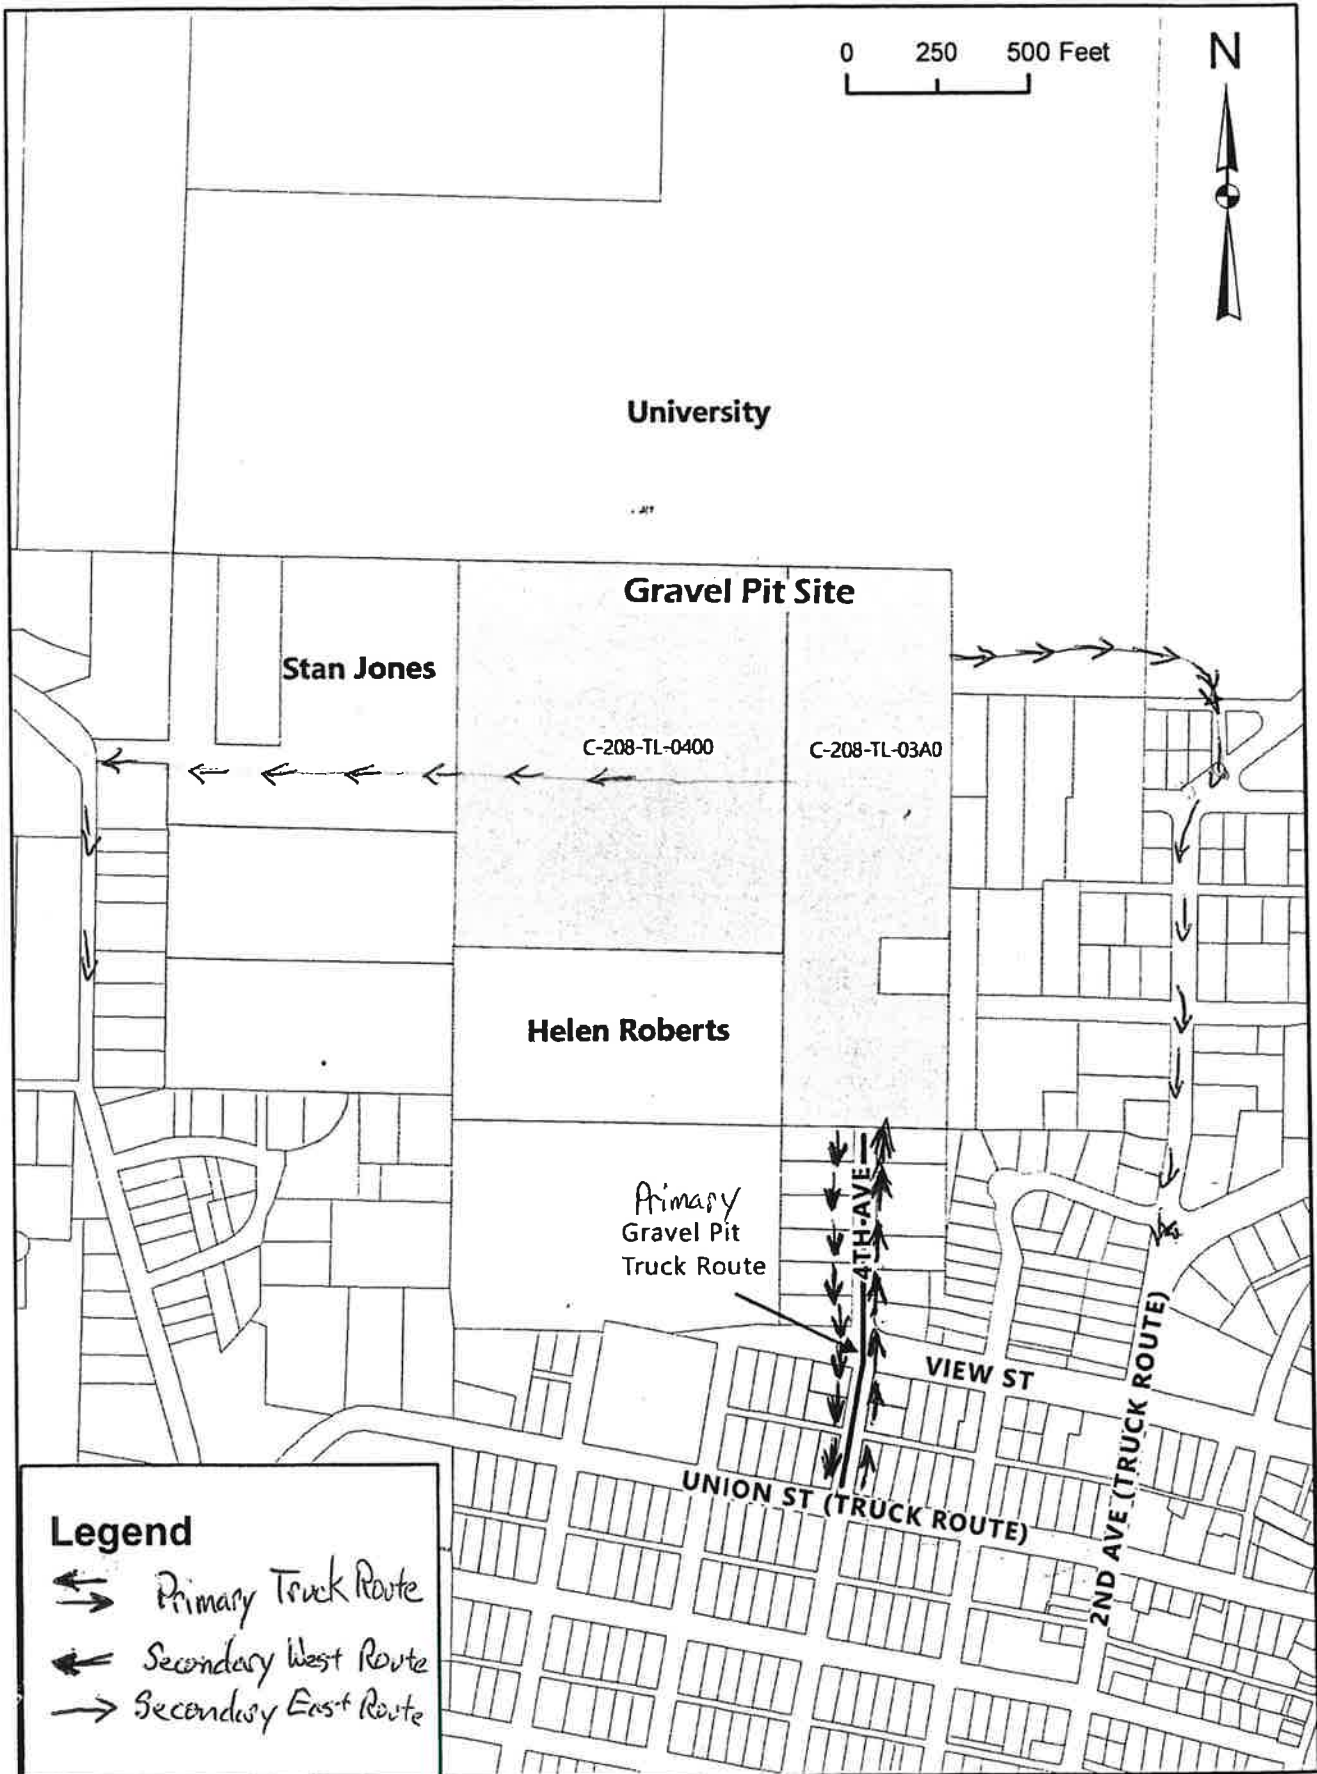 0 250 500 Feet
N
University
Gravel Pit Site
Stan Jones
C-208-TL-0400
C-208-TL-03A0
Helen Roberts
Primary
Gravel Pit
Truck Route
4TH AVE
VIEW ST
UNION ST (TRUCK ROUTE)
2ND AVE (TRUCK ROUTE)
Legend
Primary Truck Route
Secondary West Route
Secondary East Route